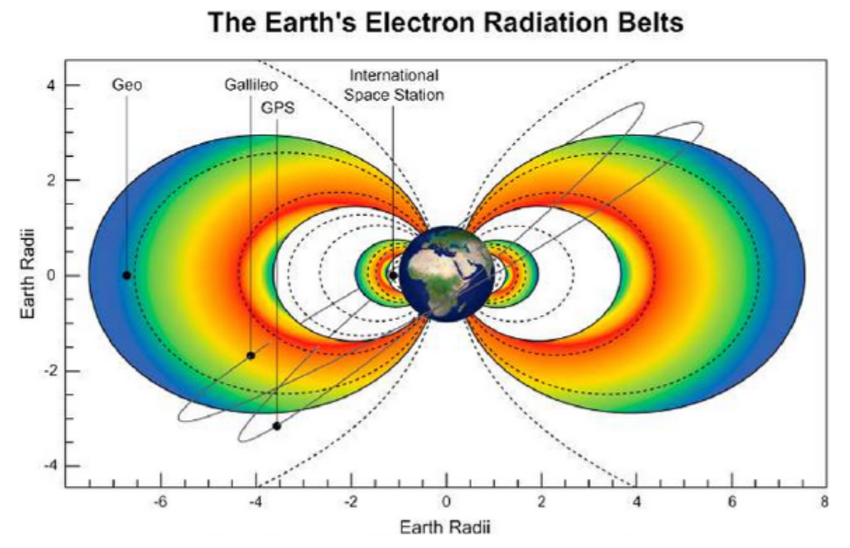 The Earth's Electron Radiation Belts
International
Space Station
Geo
Gallileo
GPS
4
2
0
-2
-4
Earth Radii
-6
-4
-2
0
2
4
6
8
Earth Radii